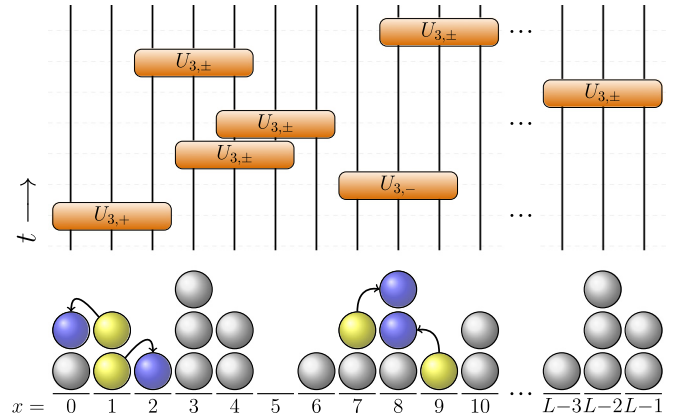 U₃,± ...
U₃,±
U₃,±
U₃,± ...
U₃,±
U₃,−
U₃,+ ...
t →
x = 0 1 2 3 4 5 6 7 8 9 10 ... L−3 L−2 L−1